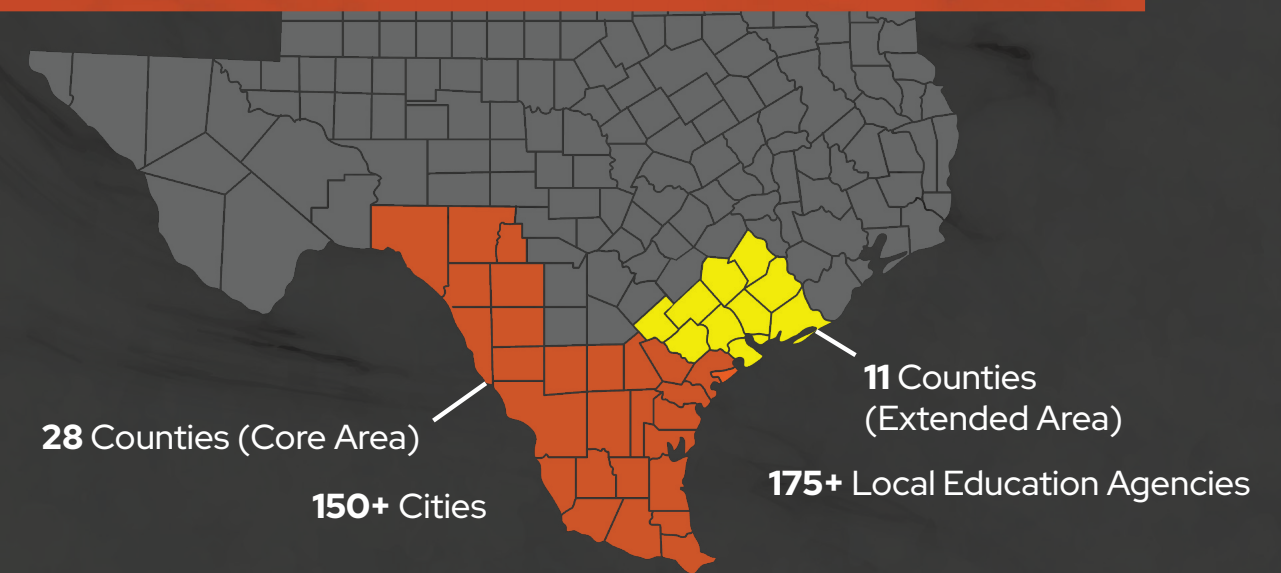 28 Counties (Core Area)
150+ Cities
11 Counties
(Extended Area)
175+ Local Education Agencies